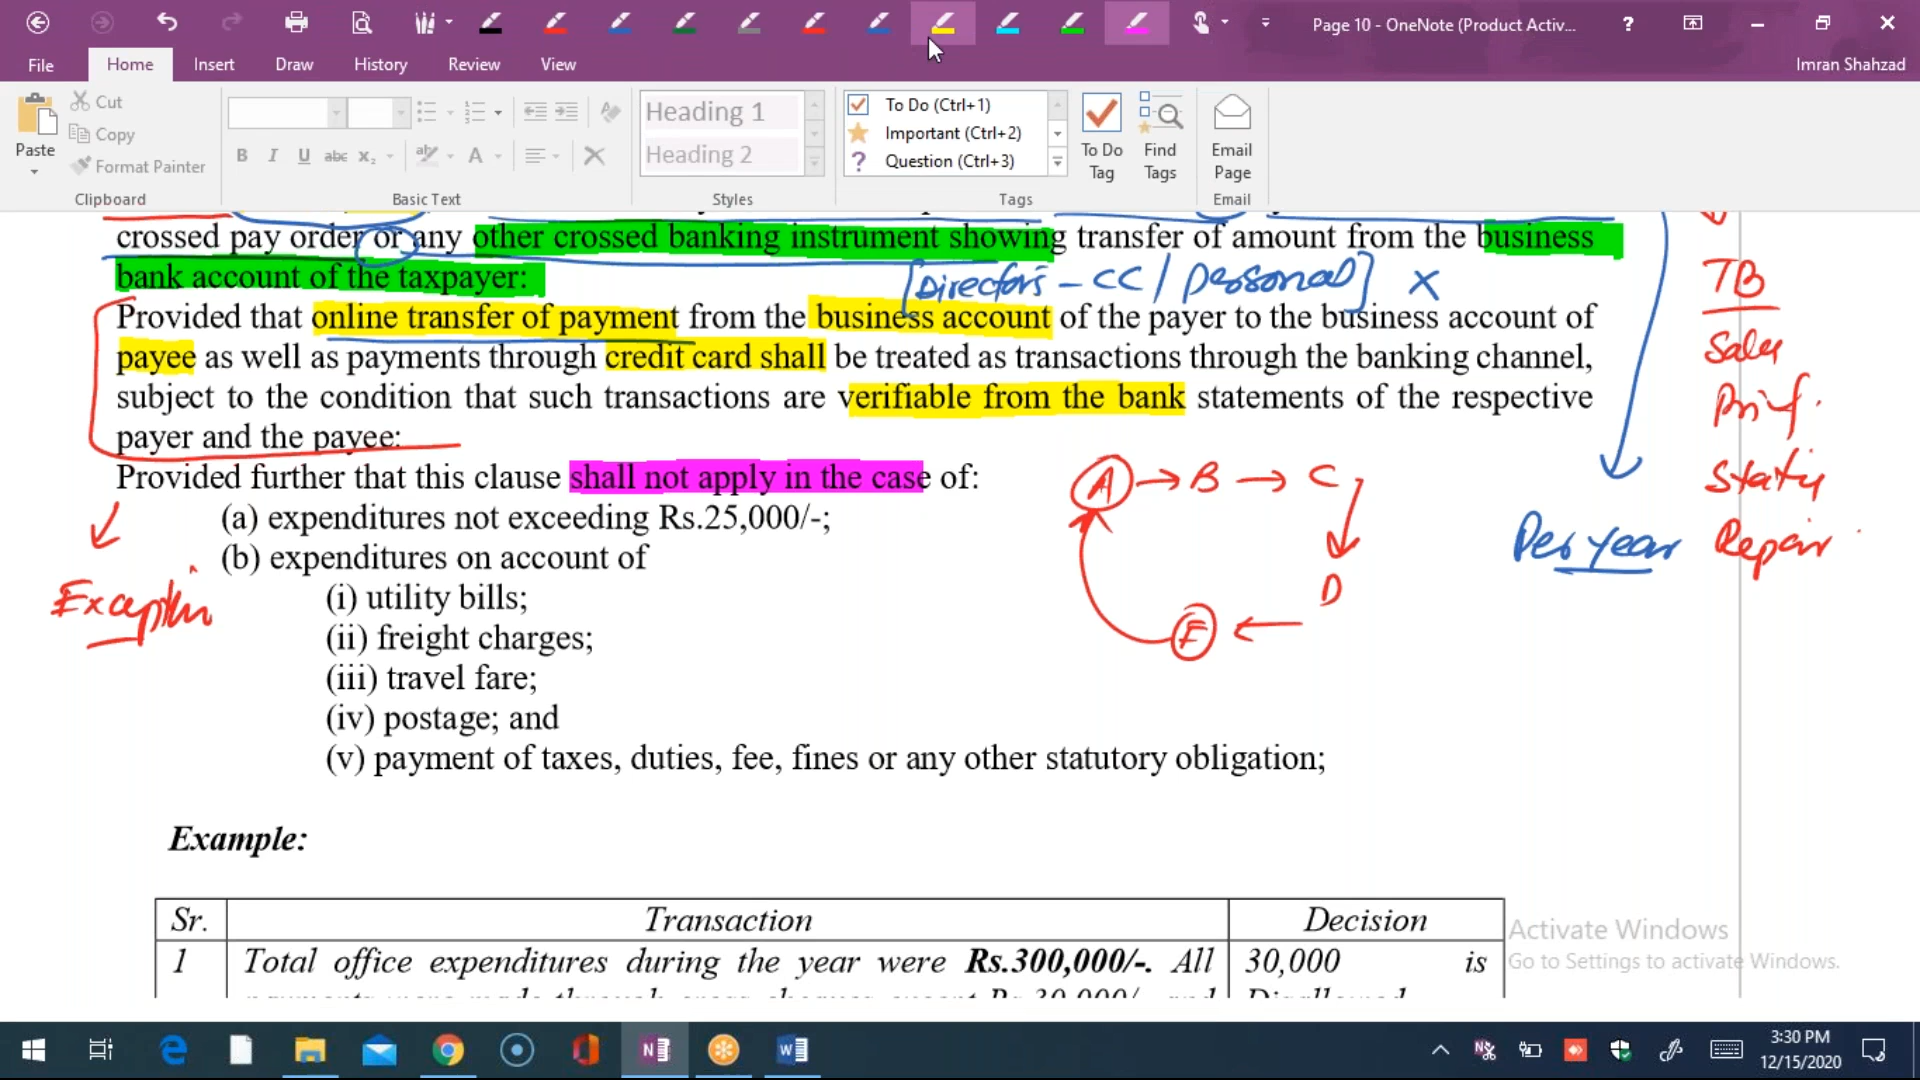 Page 10 - OneNote (Product Activ...
?
File
Home
Insert
Draw
History
Review
View
Imran Shahzad
Paste
Cut
Copy
Format Painter
Clipboard
B I U abc X₂
A
Basic Text
Heading 1
Heading 2
Styles
To Do (Ctrl+1)
Important (Ctrl+2)
Question (Ctrl+3)
Tags
To Do
Tag
Find
Tags
Email
Page
Email
crossed pay order or any other crossed banking instrument showing transfer of amount from the business
bank account of the taxpayer:
[Directors - CC / personal] X
Provided that online transfer of payment from the business account of the payer to the business account of
payee as well as payments through credit card shall be treated as transactions through the banking channel,
subject to the condition that such transactions are verifiable from the bank statements of the respective
payer and the payee:
Provided further that this clause shall not apply in the case of:
(a) expenditures not exceeding Rs.25,000/-;
(b) expenditures on account of
(i) utility bills;
(ii) freight charges;
(iii) travel fare;
(iv) postage; and
(v) payment of taxes, duties, fee, fines or any other statutory obligation;
A → B → C
D
E
Per year
TB
Sales
Repair
Example:
Sr. Transaction Decision
1 Total office expenditures during the year were Rs.300,000/-. All 30,000 is
Activate Windows
Go to Settings to activate Windows.
3:30 PM
12/15/2020